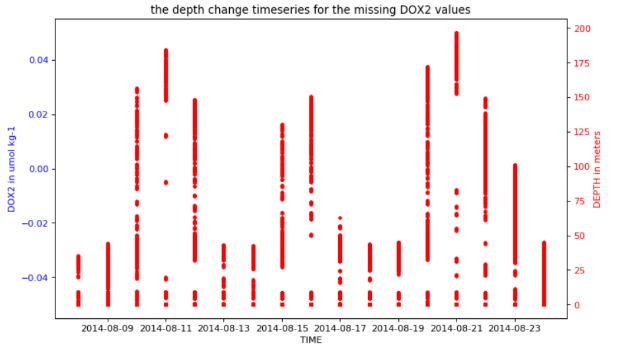 the depth change timeseries for the missing DOX2 values
DOX2 in umol kg-1
0.04
0.02
0.00
−0.02
−0.04
200
175
150
125
100
75
50
25
0
DEPTH in meters
2014-08-09 2014-08-11 2014-08-13 2014-08-15 2014-08-17 2014-08-19 2014-08-21 2014-08-23
TIME